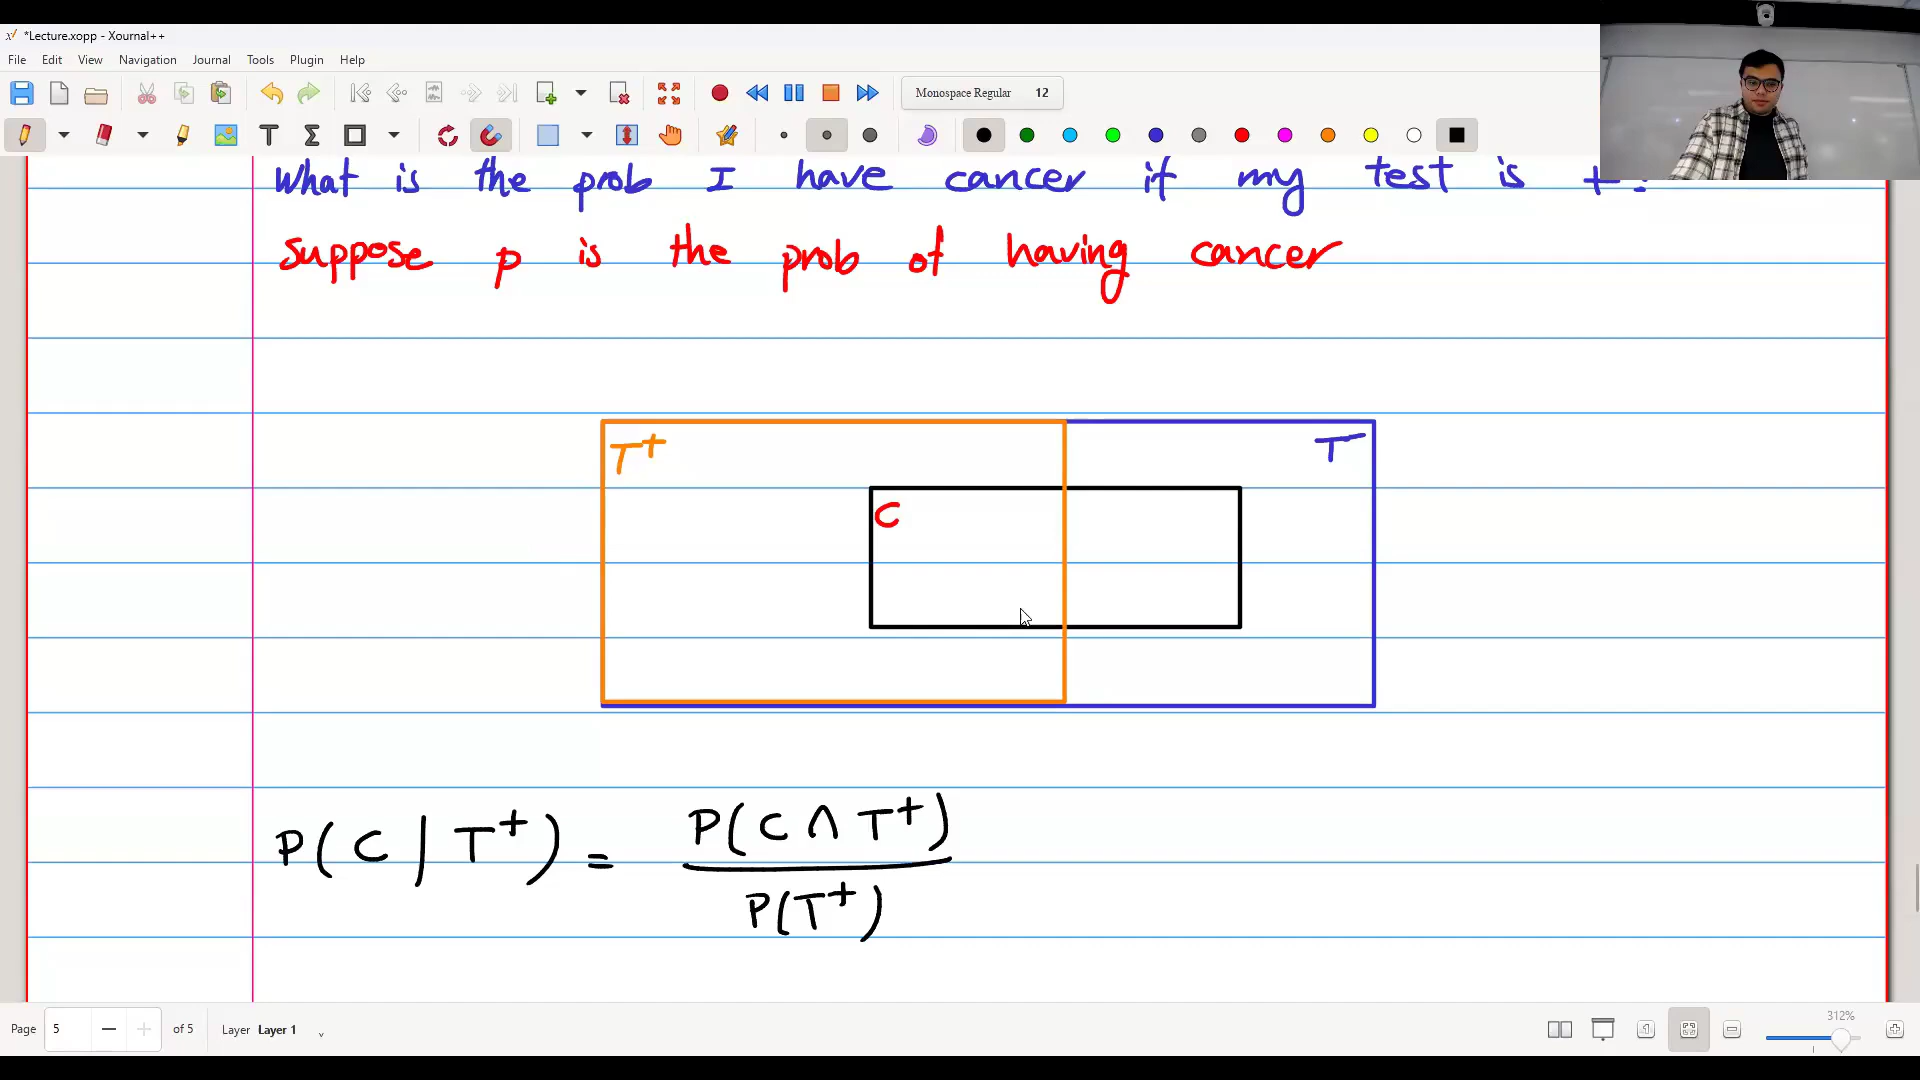 *Lecture.xopp - Xournal++
File Edit View Navigation Journal Tools Plugin Help
Monospace Regular 12
What is the prob I have cancer if my test is +?
suppose p is the prob of having cancer
T⁺ T⁻
C
P(C | T⁺) = P(C ∩ T⁺)
P(T⁺)
Page 5 of 5 Layer Layer 1 312%